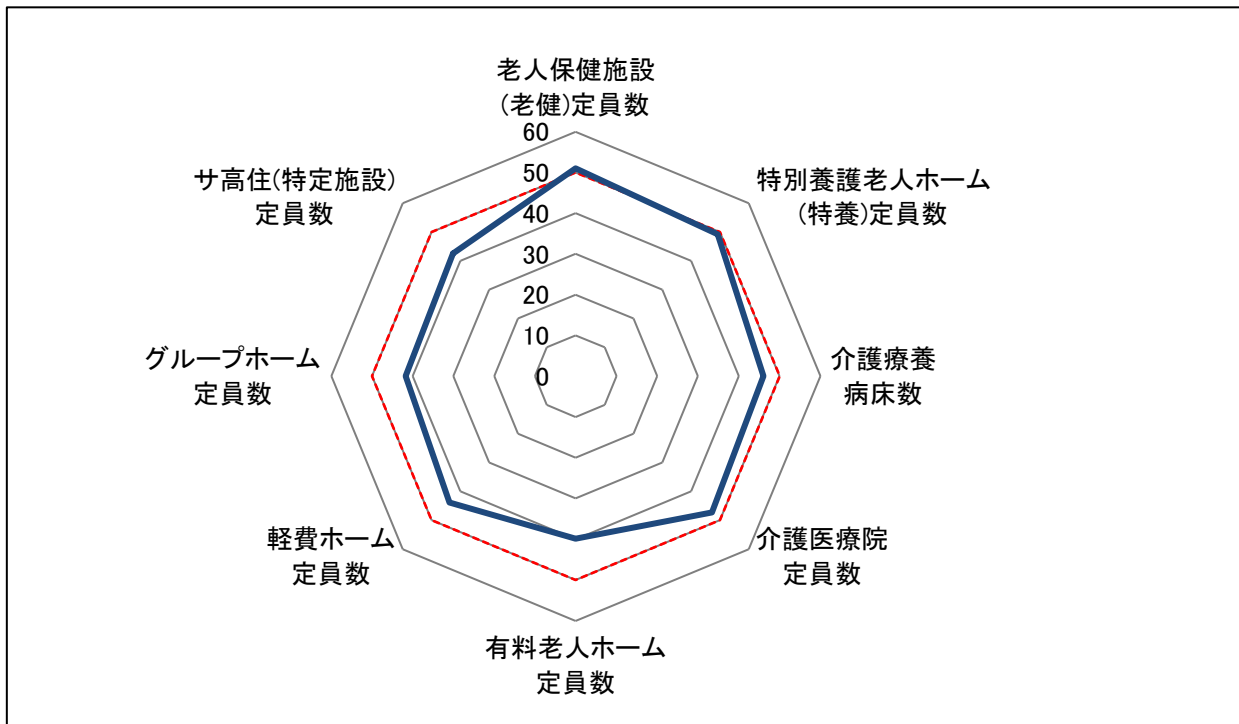 老人保健施設
(老健)定員数
特別養護老人ホーム
(特養)定員数
介護療養
病床数
介護医療院
定員数
有料老人ホーム
定員数
軽費ホーム
定員数
グループホーム
定員数
サ高住(特定施設)
定員数
60
50
40
30
20
10
0